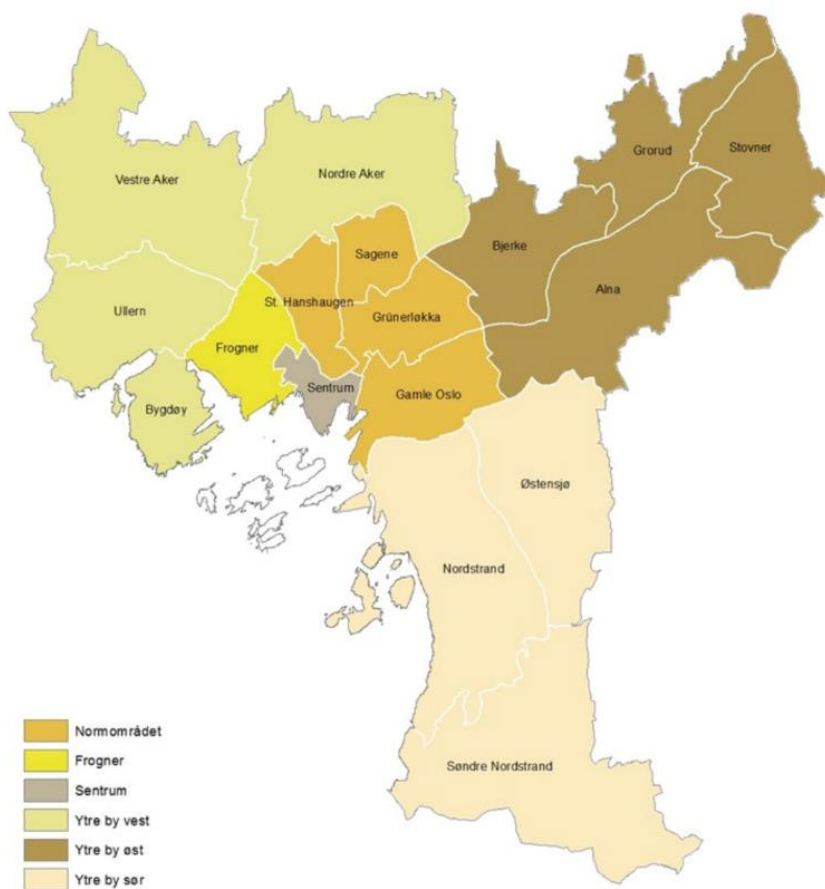 Vestre Aker
Nordre Aker
Grorud
Stovner
Sagene
Bjerke
Alna
Ullern
St. Hanshaugen
Grünerløkka
Frogner
Sentrum
Gamle Oslo
Bygdøy
Østensjø
Nordstrand
Søndre Nordstrand
Normområdet
Frogner
Sentrum
Ytre by vest
Ytre by øst
Ytre by sør